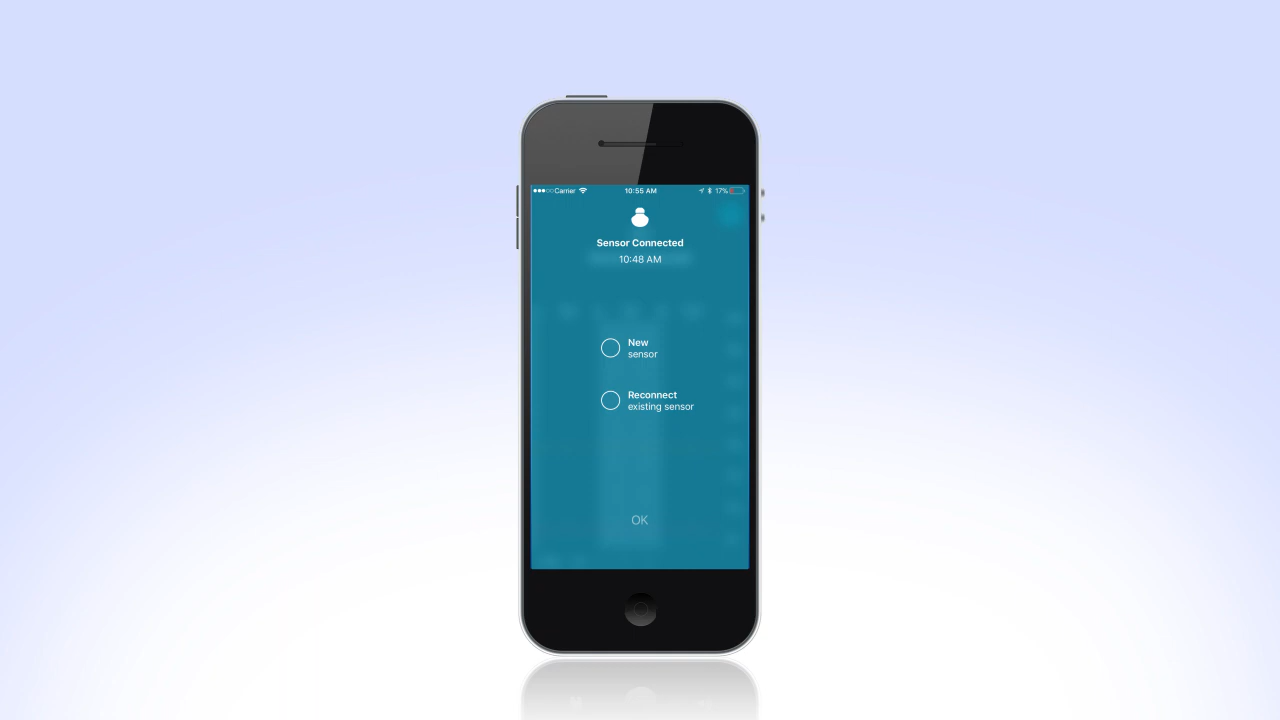 Carrier 10:55 AM 17%
Sensor Connected
10:48 AM
New
sensor
Reconnect
existing sensor
OK